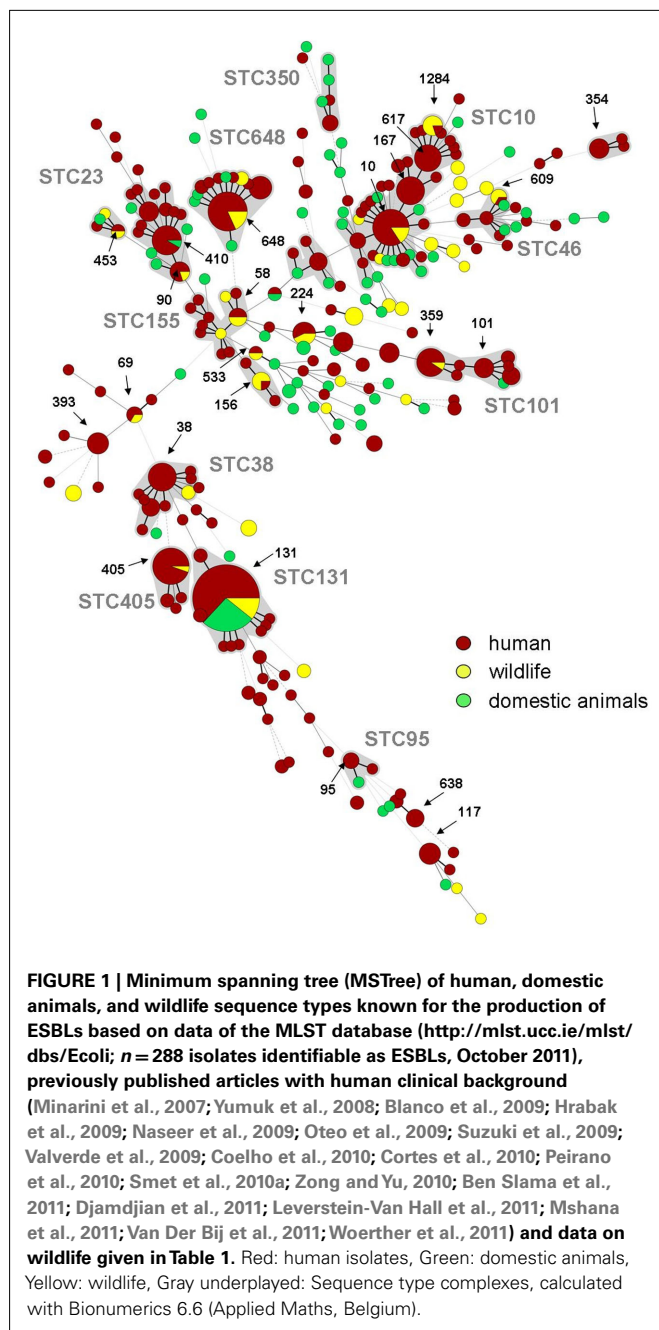 STC350
1284
STC10
617
354
STC648
167
STC23
10
609
648
STC46
453
410
58
90
224
STC155
359
101
533
69
156
STC101
393
38
STC38
131
405
STC131
STC405
human
wildlife
domestic animals
STC95
95
638
117
FIGURE 1 | Minimum spanning tree (MSTree) of human, domestic
animals, and wildlife sequence types known for the production of
ESBLs based on data of the MLST database (http://mlst.ucc.ie/mlst/
dbs/Ecoli; n = 288 isolates identifiable as ESBLs, October 2011),
previously published articles with human clinical background
(Minarini et al., 2007; Yumuk et al., 2008; Blanco et al., 2009; Hrabak
et al., 2009; Naseer et al., 2009; Oteo et al., 2009; Suzuki et al., 2009;
Valverde et al., 2009; Coelho et al., 2010; Cortes et al., 2010; Peirano
et al., 2010; Smet et al., 2010a; Zong and Yu, 2010; Ben Slama et al.,
2011; Djamdjian et al., 2011; Leverstein-Van Hall et al., 2011; Mshana
et al., 2011; Van Der Bij et al., 2011; Woerther et al., 2011) and data on
wildlife given in Table 1. Red: human isolates, Green: domestic animals,
Yellow: wildlife, Gray underplayed: Sequence type complexes, calculated
with Bionumerics 6.6 (Applied Maths, Belgium).